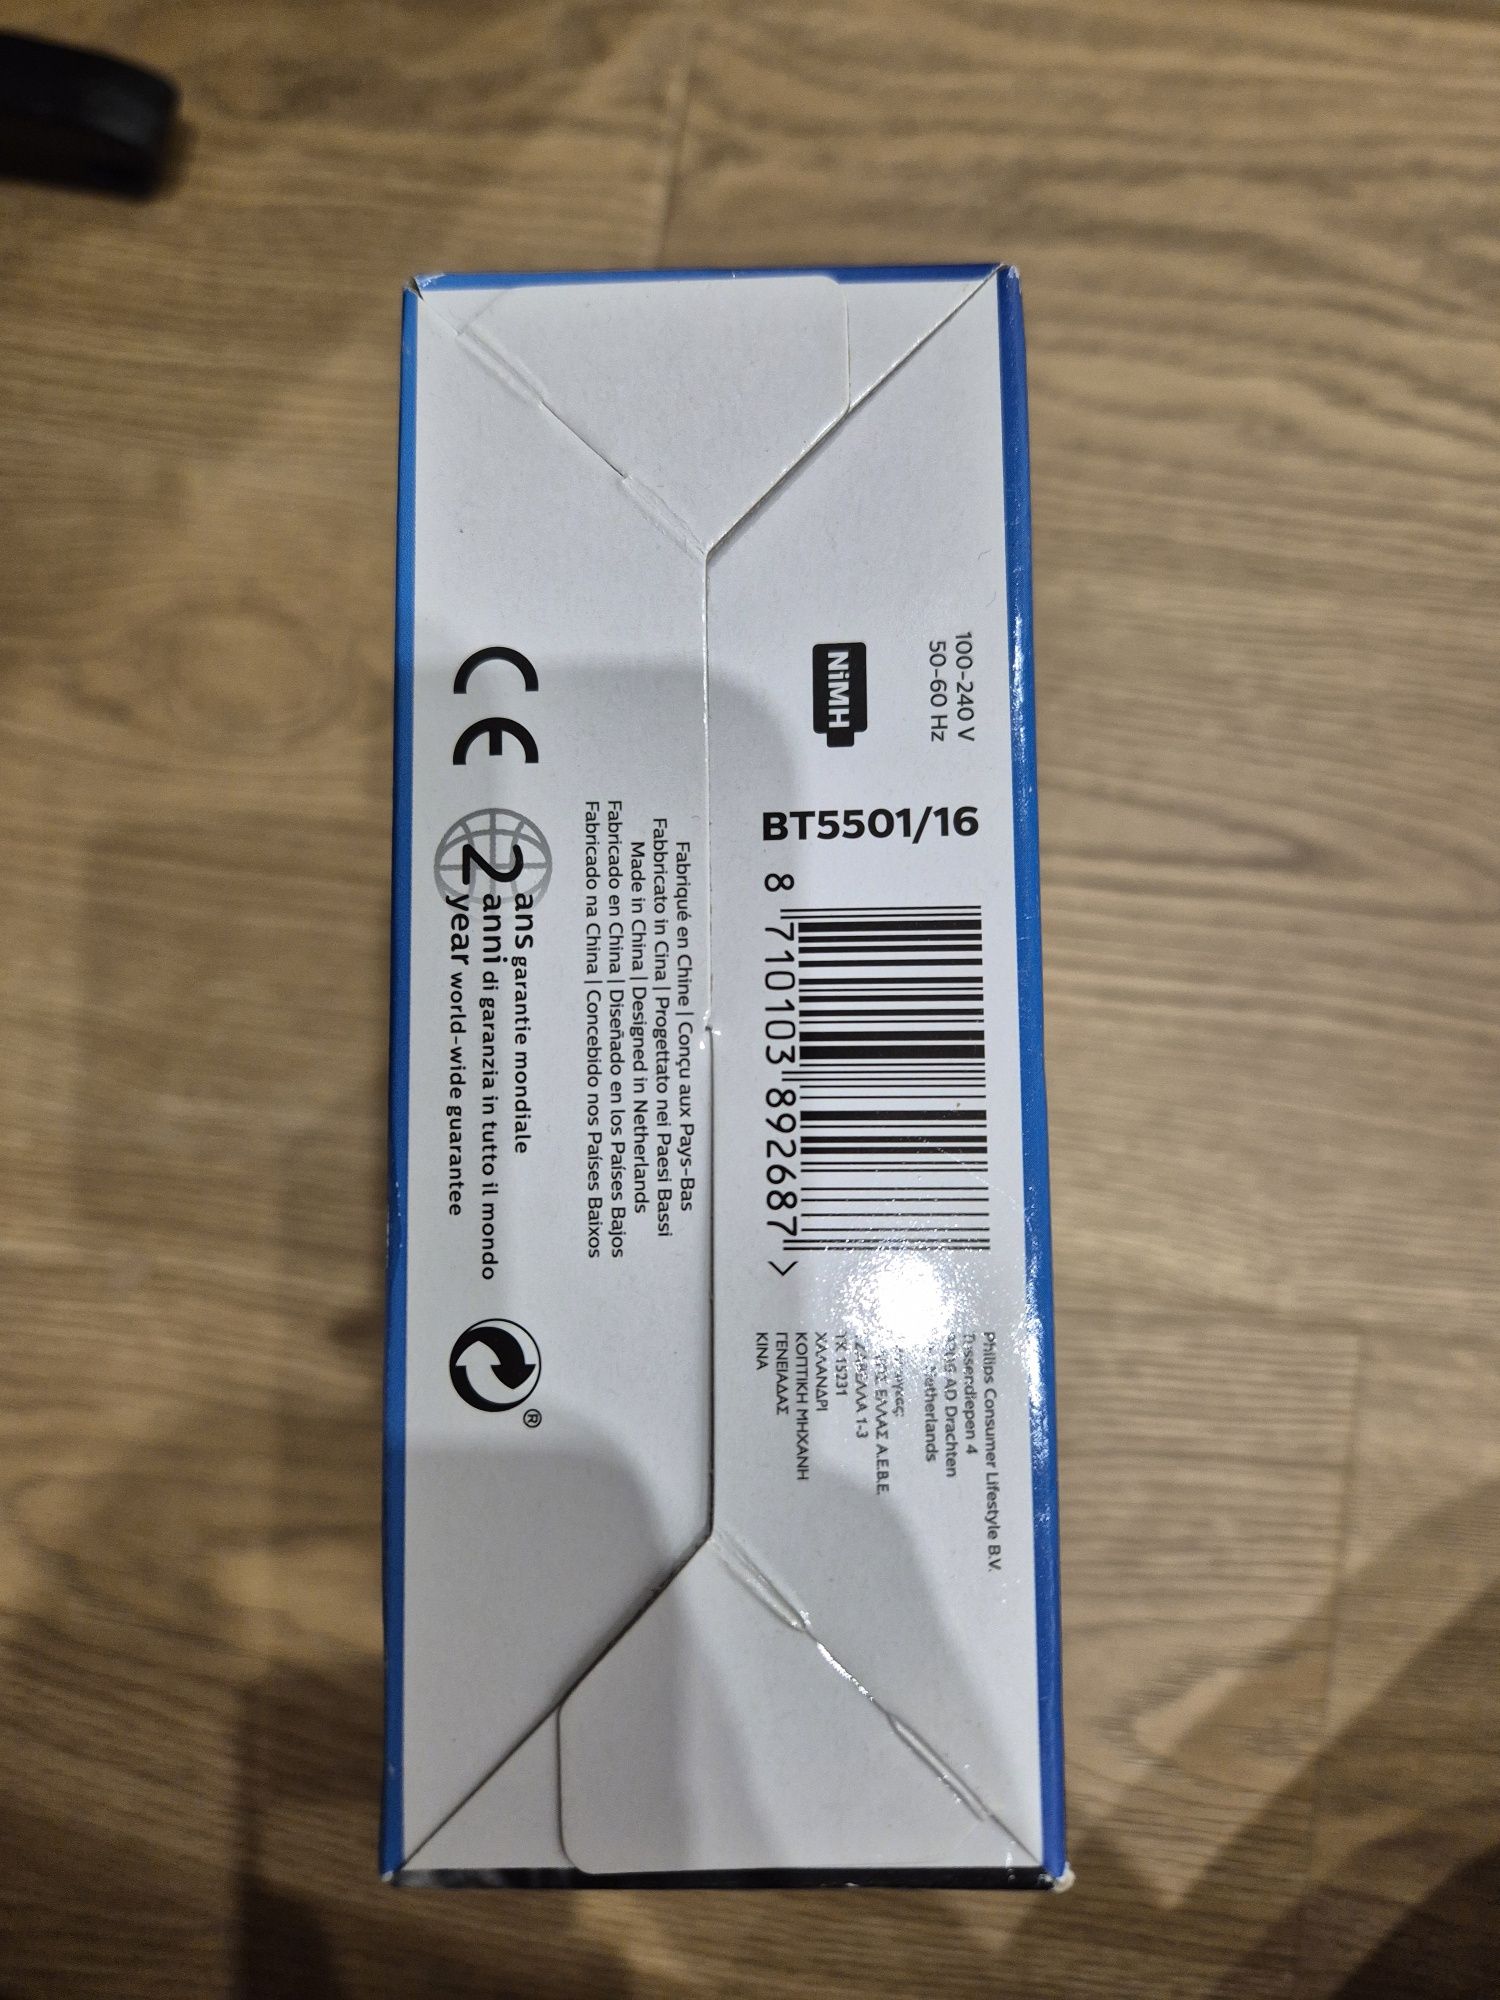 100-240 V
50-60 Hz
NiMH
BT5501/16
8 710103 892687 >
Philips Consumer Lifestyle B.V.
Tussendiepen 4
AD Drachten
Netherlands
ΕΛΛΑΣ Α.Ε.Β.Ε.
1-3
15231
ΧΑΛΑΝΔΡΙ
ΚΟΠΤΙΚΗ ΜΗΧΑΝΗ
ΓΕΝΕΙΑΔΑΣ
ΚΙΝΑ
Fabriqué en Chine | Conçu aux Pays-Bas
Fabbricato in Cina | Progettato nei Paesi Bassi
Made in China | Designed in Netherlands
Fabricado en China | Diseñado en los Países Bajos
Fabricado na China | Concebido nos Países Baixos
CE
2
ans garantie mondiale
anni di garanzia in tutto il mondo
year world-wide guarantee
®